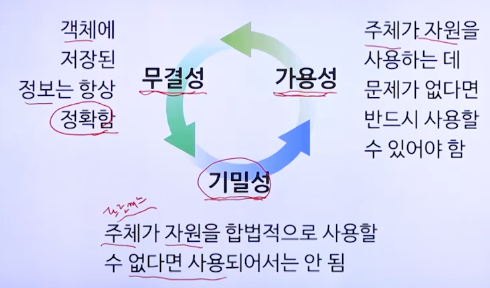 객체에
저장된
정보는 항상
정확함
무결성
가용성
주체가 자원을
사용하는 데
문제가 없다면
반드시 사용할
수 있어야 함
기밀성
주체가 자원을 합법적으로 사용할
수 없다면 사용되어서는 안 됨